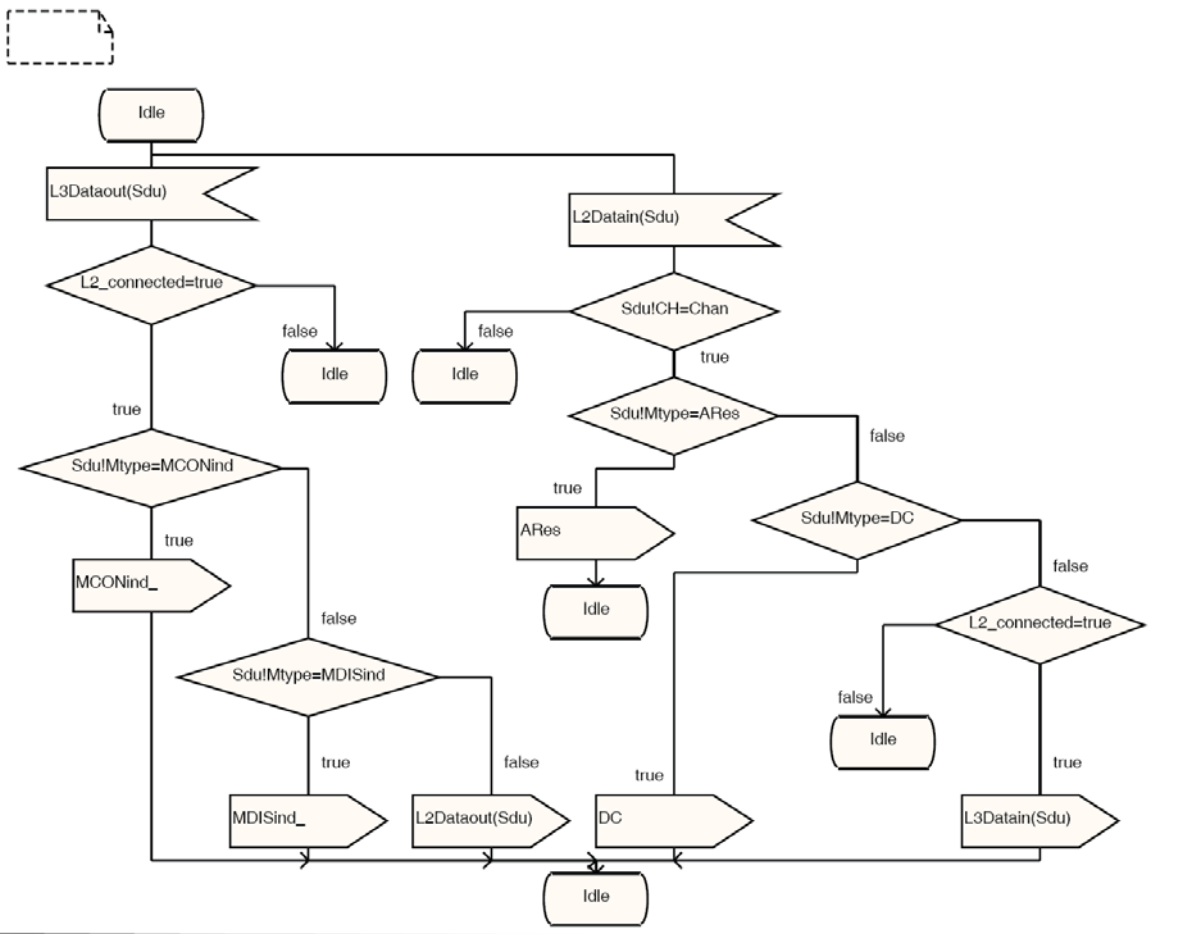 Idle
L3Dataout(Sdu)
L2Datain(Sdu)
L2_connected=true
Sdu!CH=Chan
false
false
Idle
Idle
true
true
Sdu!Mtype=ARes
false
Sdu!Mtype=MCONind
true
ARes
Sdu!Mtype=DC
true
MCONind_
false
Idle
false
L2_connected=true
Sdu!Mtype=MDISind
false
Idle
true
false
true
true
MDISind_
L2Dataout(Sdu)
DC
L3Datain(Sdu)
Idle